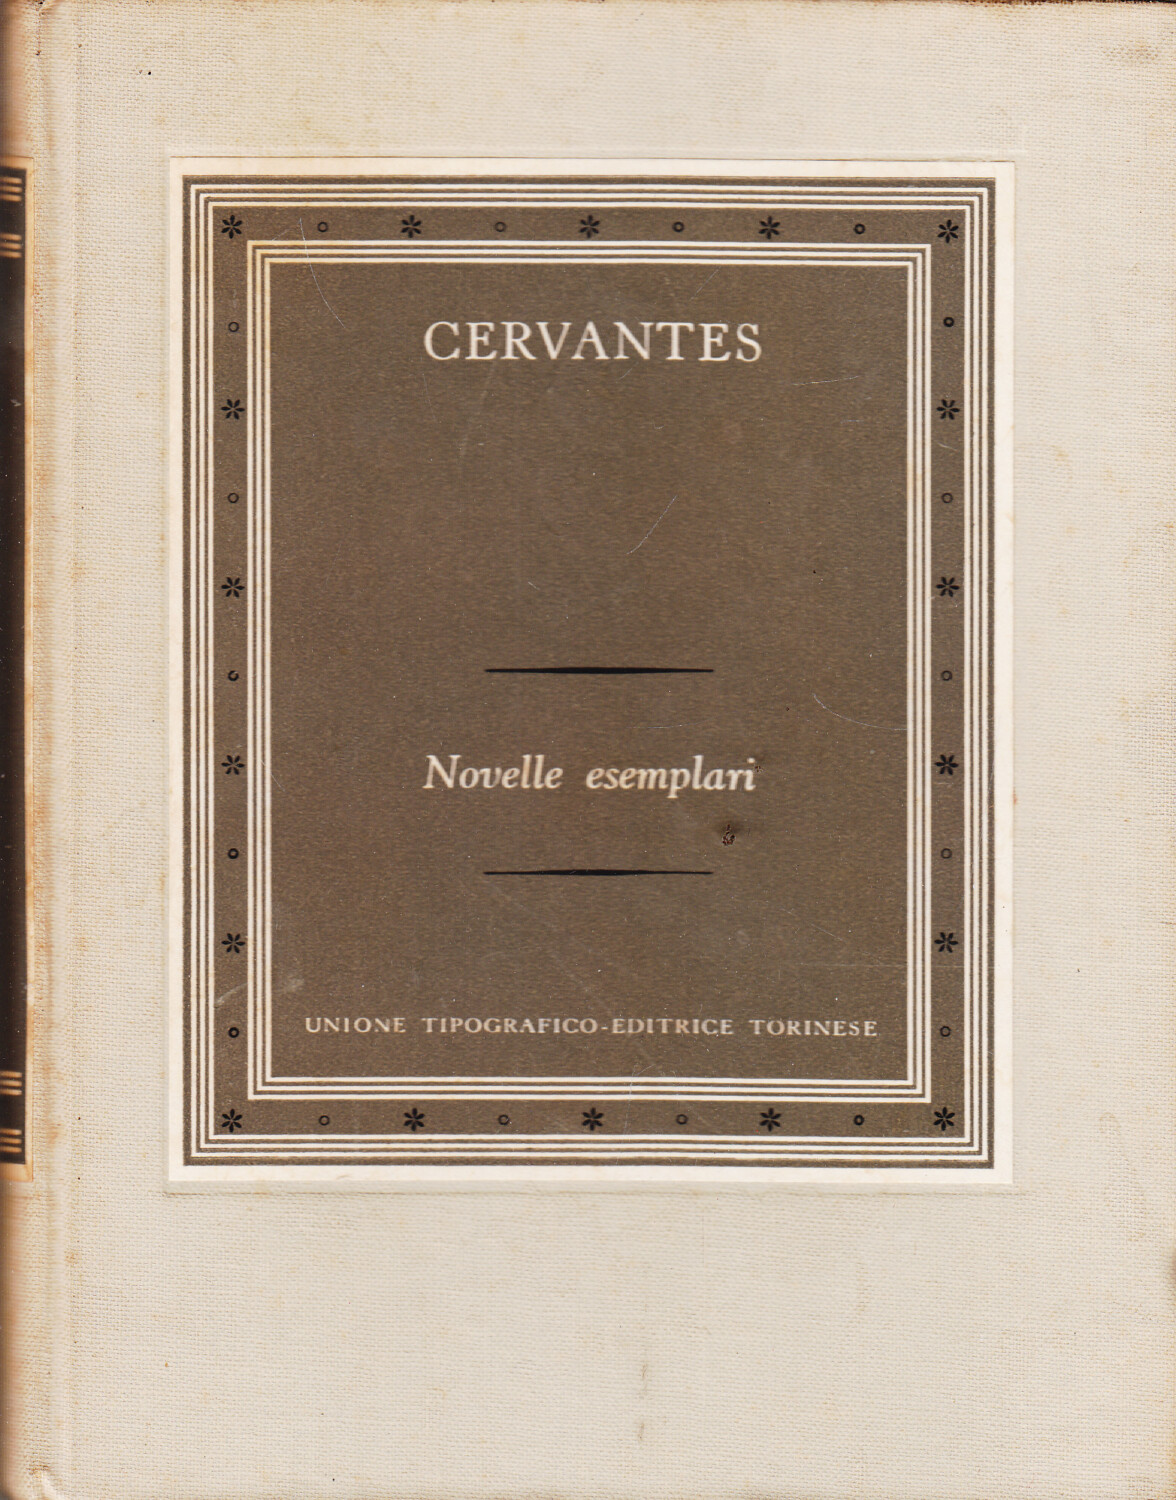 CERVANTES
Novelle esemplari
UNIONE TIPOGRAFICO-EDITRICE TORINESE